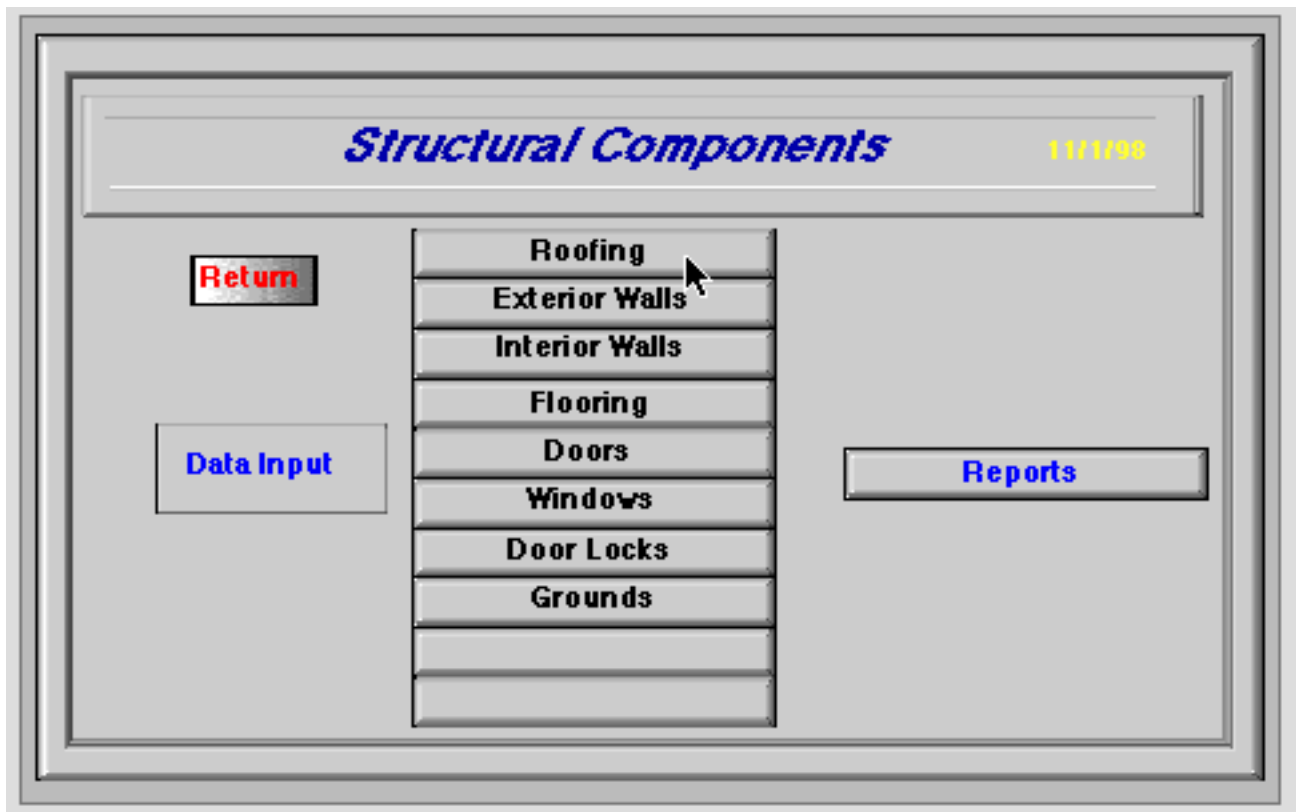 Structural Components
11/1/98
Return
Roofing
Exterior Walls
Interior Walls
Flooring
Doors
Windows
Door Locks
Grounds
Data Input
Reports